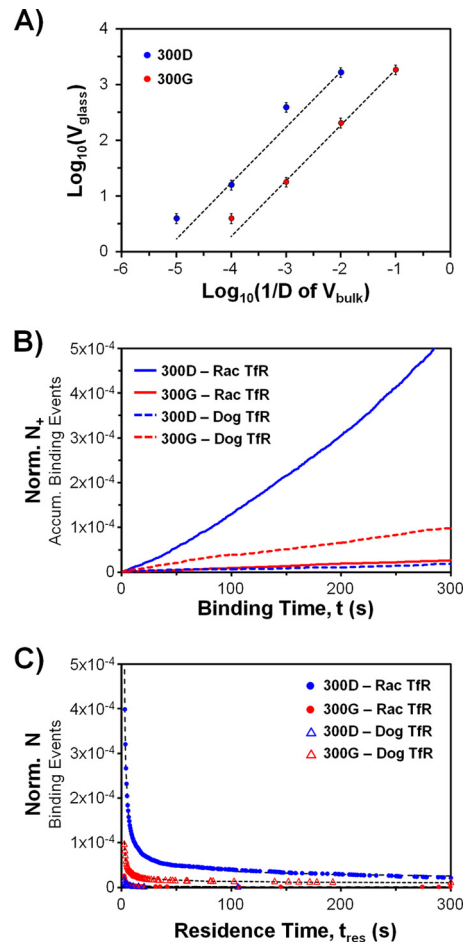 A)
300D
300G
Log10(Vglass)
4
3
2
1
0
-6 -5 -4 -3 -2 -1 0
Log10(1/D of Vbulk)
B)
Norm. N+
Accum. Binding Events
5x10-4
4x10-4
3x10-4
2x10-4
1x10-4
0
300D – Rac TfR
300G – Rac TfR
300D – Dog TfR
300G – Dog TfR
0 100 200 300
Binding Time, t (s)
C)
Norm. N
Binding Events
5x10-4
4x10-4
3x10-4
2x10-4
1x10-4
0
300D – Rac TfR
300G – Rac TfR
300D – Dog TfR
300G – Dog TfR
0 100 200 300
Residence Time, tres (s)